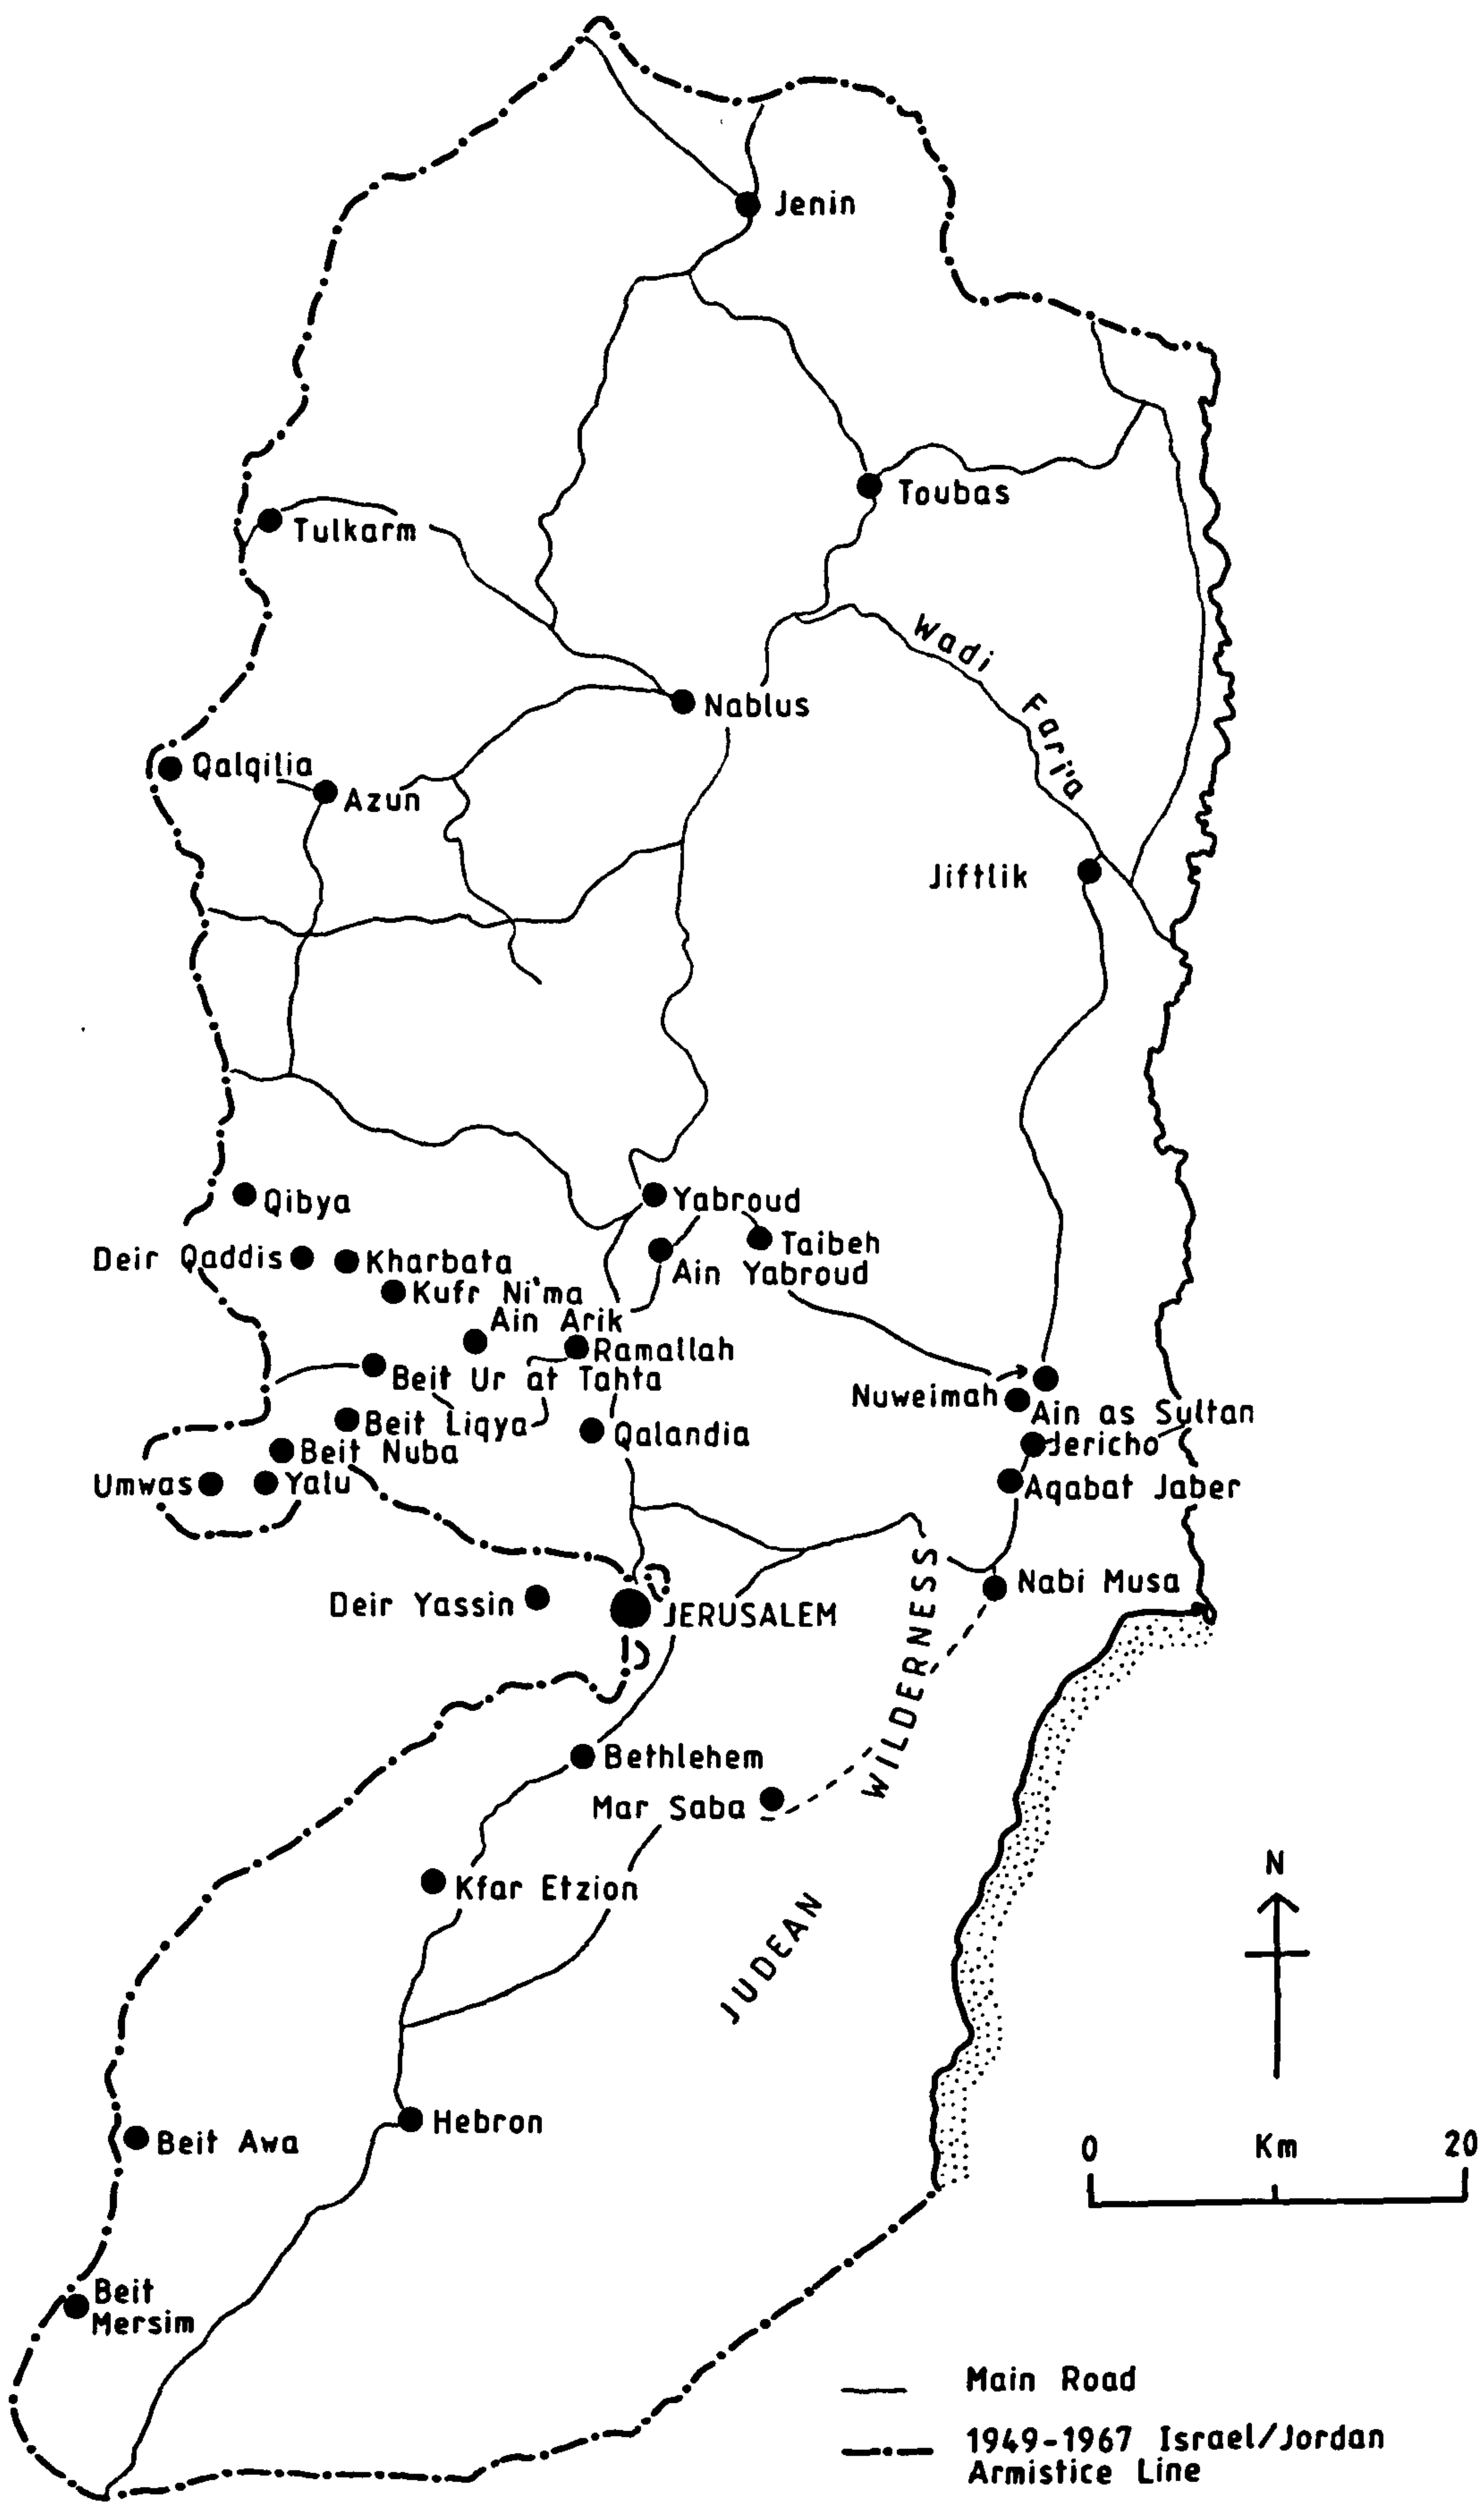 Jenin
Toubas
Tulkarm
Wadi
Far'ia
Nablus
Qalqilia
Azun
Jiftlik
Qibya
Yabroud
Deir Qaddis
Kharbata
Taibeh
Ain Yabroud
Kufr Ni'ma
Ain Arik
Ramallah
Beit Ur at Tahta
Nuweimah
Ain as Sultan
Beit Liqya
Qalandia
Jericho
Beit Nuba
Umwas
Yalu
Aqabat Jaber
Nabi Musa
Deir Yassin
JERUSALEM
WILDERNESS
Bethlehem
Mar Saba
N
Kfar Etzion
JUDEAN
Hebron
Beit Awa
0 Km 20
Beit
Mersim
Main Road
1949-1967 Israel/Jordan
Armistice Line